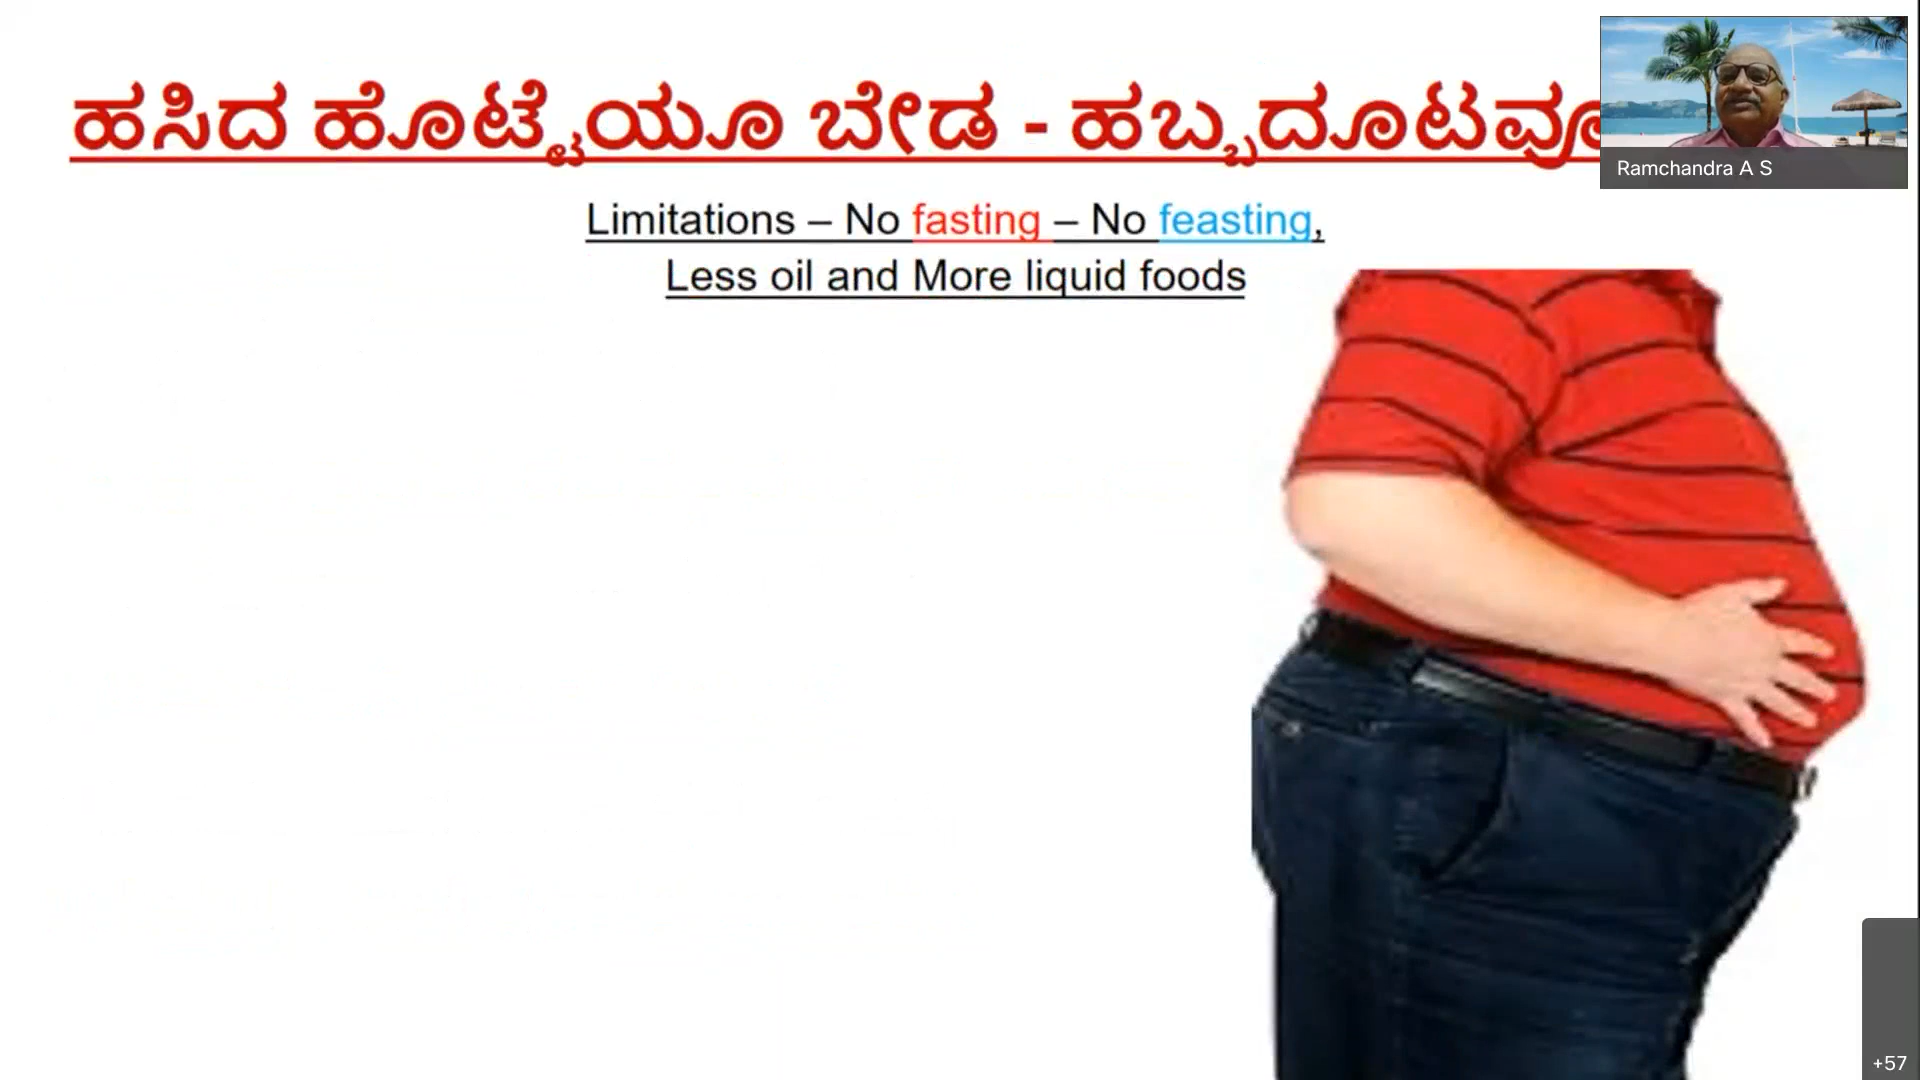 ಹಸಿದ ಹೊಟ್ಟೆಯೂ ಬೇಡ - ಹಬ್ಬದೂಟವೂ
Ramchandra A S
Limitations – No fasting – No feasting,
Less oil and More liquid foods
+57